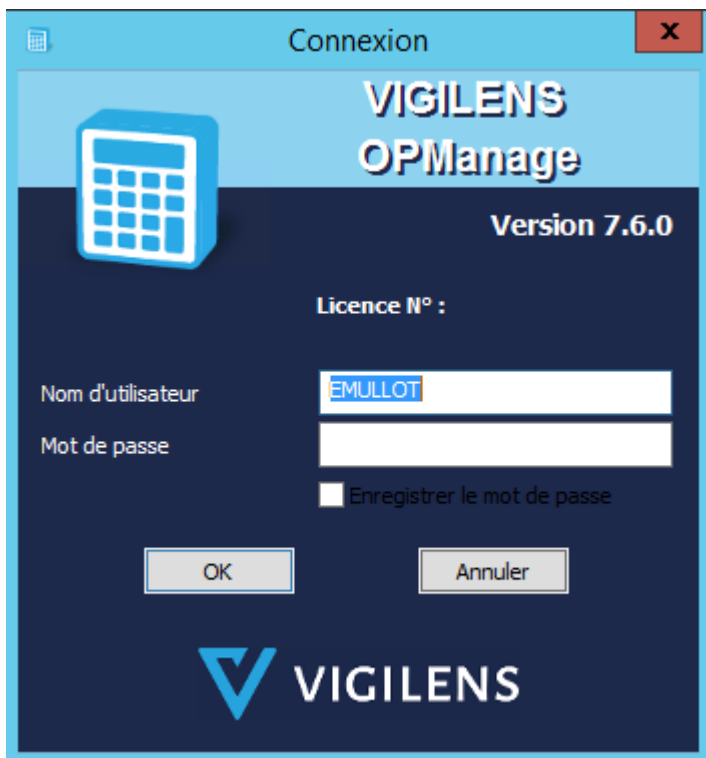 Connexion
x
VIGILENS
OPManage
Version 7.6.0
Licence N° :
Nom d'utilisateur
EMULLOT
Mot de passe
Enregistrer le mot de passe
OK
Annuler
VIGILENS